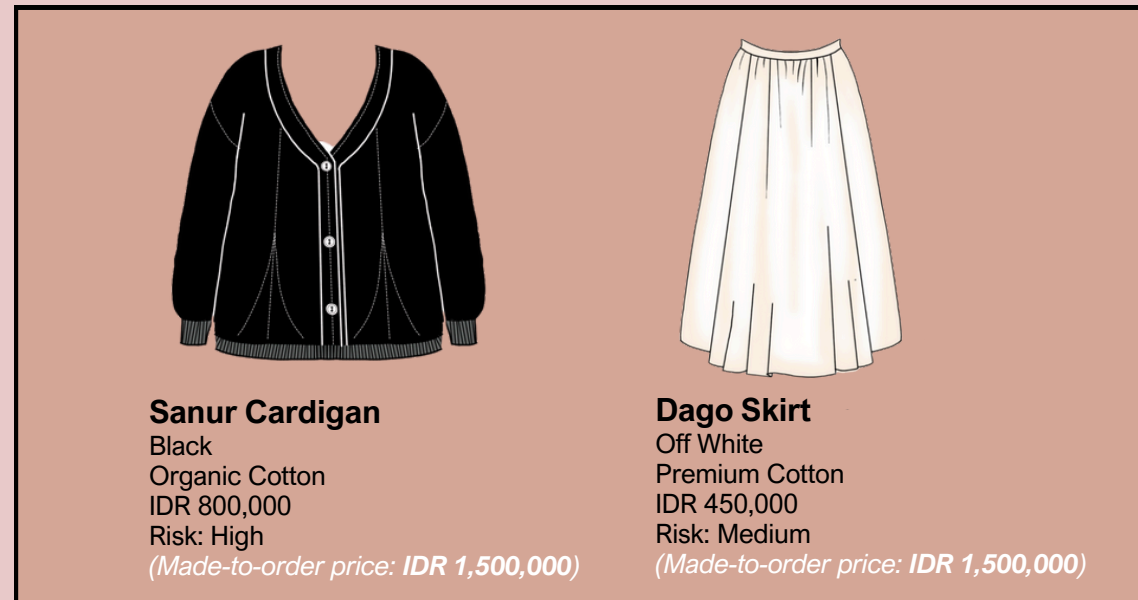 Sanur Cardigan
Black
Organic Cotton
IDR 800,000
Risk: High
(Made-to-order price: IDR 1,500,000)
Dago Skirt
Off White
Premium Cotton
IDR 450,000
Risk: Medium
(Made-to-order price: IDR 1,500,000)